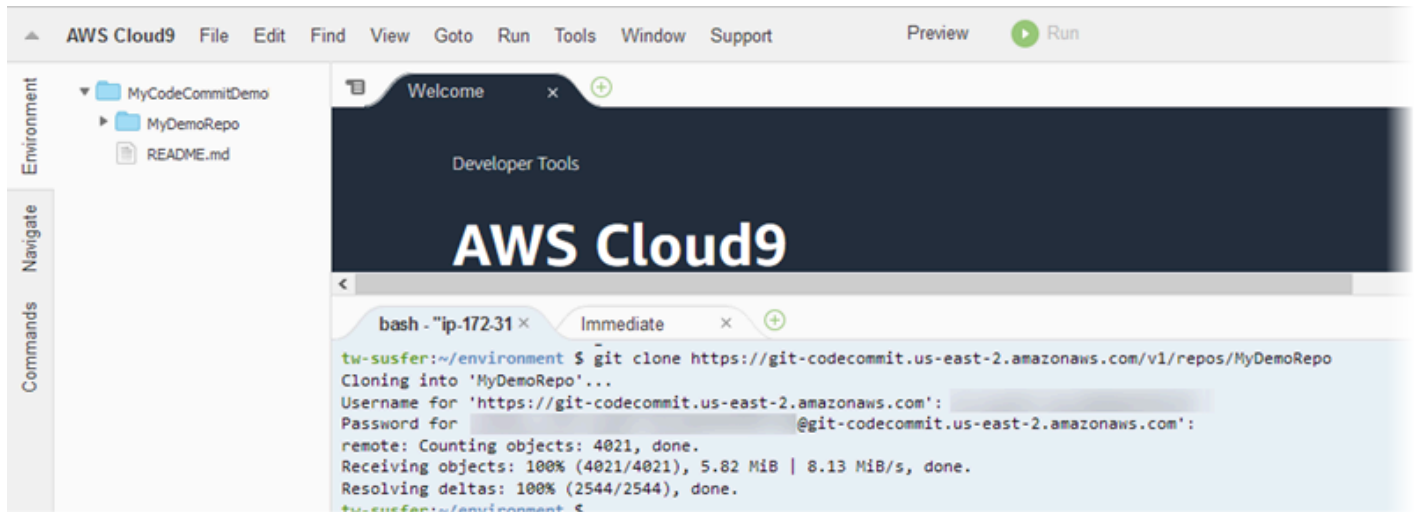 AWS Cloud9 File Edit Find View Goto Run Tools Window Support Preview Run
Environment
Navigate
Commands
MyCodeCommitDemo
MyDemoRepo
README.md
Welcome
Developer Tools
AWS Cloud9
bash - "ip-172-31 Immediate
tw-susfer:~/environment $ git clone https://git-codecommit.us-east-2.amazonaws.com/v1/repos/MyDemoRepo
Cloning into 'MyDemoRepo'...
Username for 'https://git-codecommit.us-east-2.amazonaws.com':
Password for @git-codecommit.us-east-2.amazonaws.com':
remote: Counting objects: 4021, done.
Receiving objects: 100% (4021/4021), 5.82 MiB | 8.13 MiB/s, done.
Resolving deltas: 100% (2544/2544), done.
tw-susfer:~/environment $